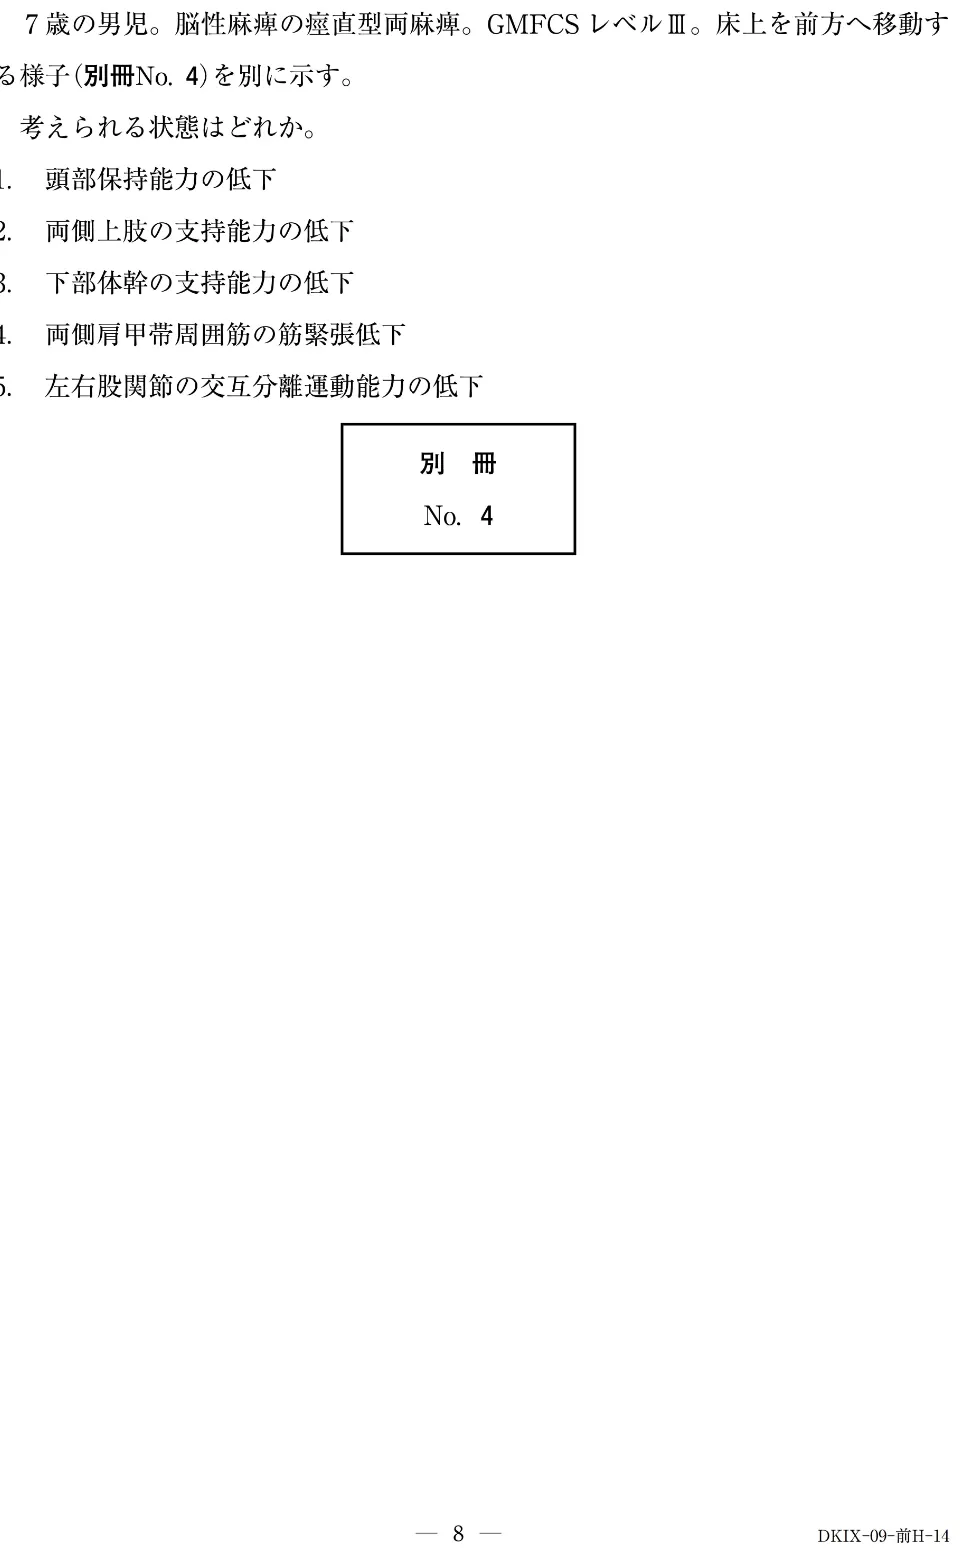 7歳の男児。脳性麻痺の痙直型両麻痺。GMFCS レベルⅢ。床上を前方へ移動す
る様子(別冊No. 4)を別に示す。
考えられる状態はどれか。
1. 頭部保持能力の低下
2. 両側上肢の支持能力の低下
3. 下部体幹の支持能力の低下
4. 両側肩甲帯周囲筋の筋緊張低下
5. 左右股関節の交互分離運動能力の低下
別 冊
No. 4
— 8 —
DKIX-09-前H-14